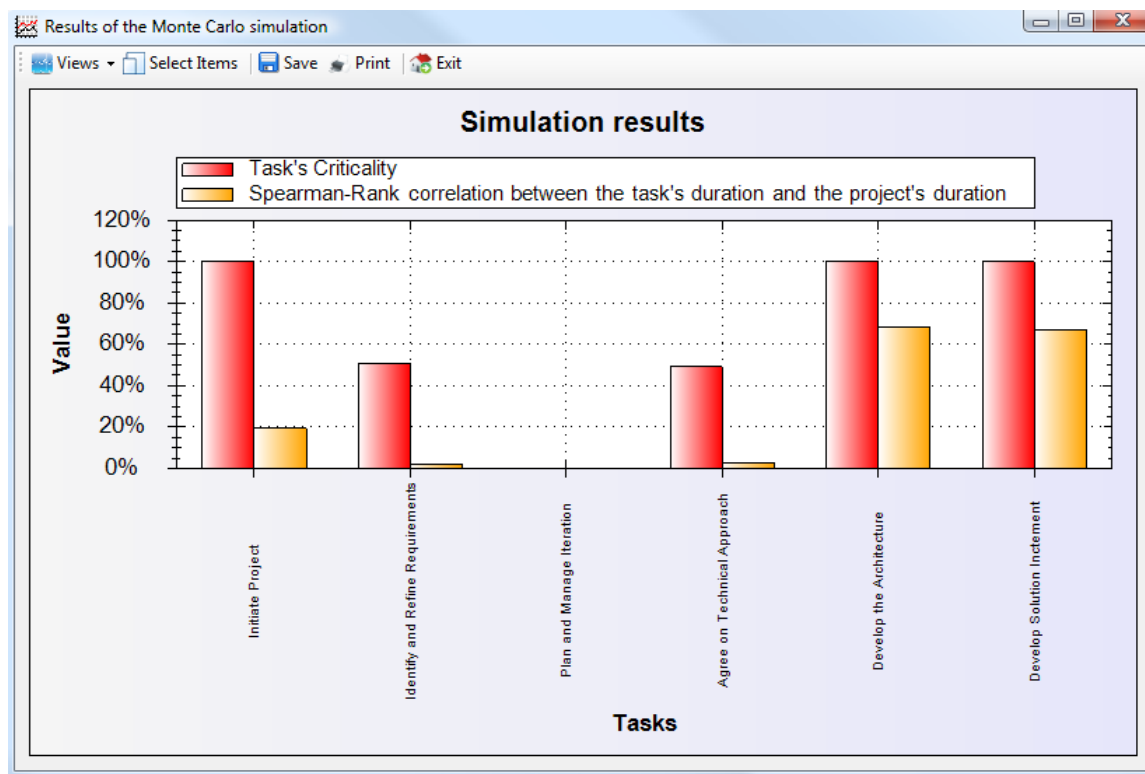 Results of the Monte Carlo simulation
Views Select Items Save Print Exit
Simulation results
Task's Criticality
Spearman-Rank correlation between the task's duration and the project's duration
120%
100%
80%
60%
40%
20%
0%
Value
Initiate Project
Identify and Refine Requirements
Plan and Manage Iteration
Agree on Technical Approach
Develop the Architecture
Develop Solution Inctement
Tasks